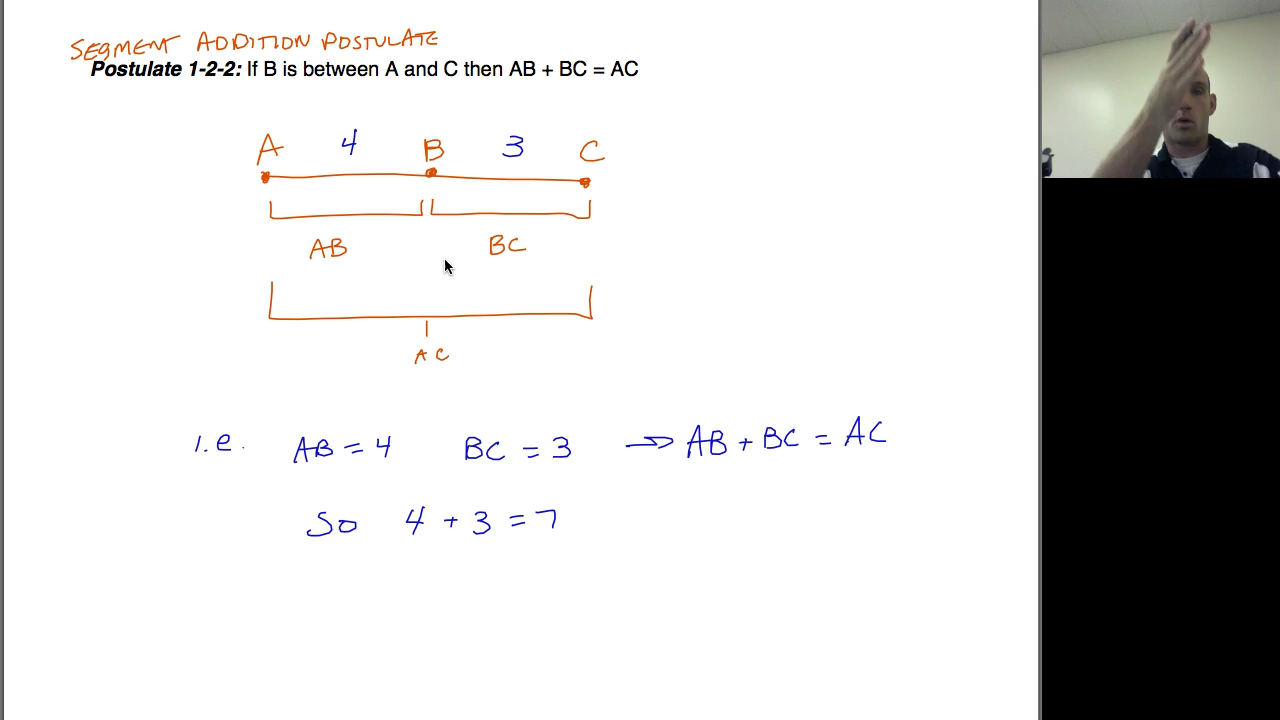 SEGMENT ADDITION POSTULATE
Postulate 1-2-2: If B is between A and C then AB + BC = AC
A 4 B 3 C
AB BC
AC
i.e. AB = 4 BC = 3 → AB + BC = AC
So 4 + 3 = 7